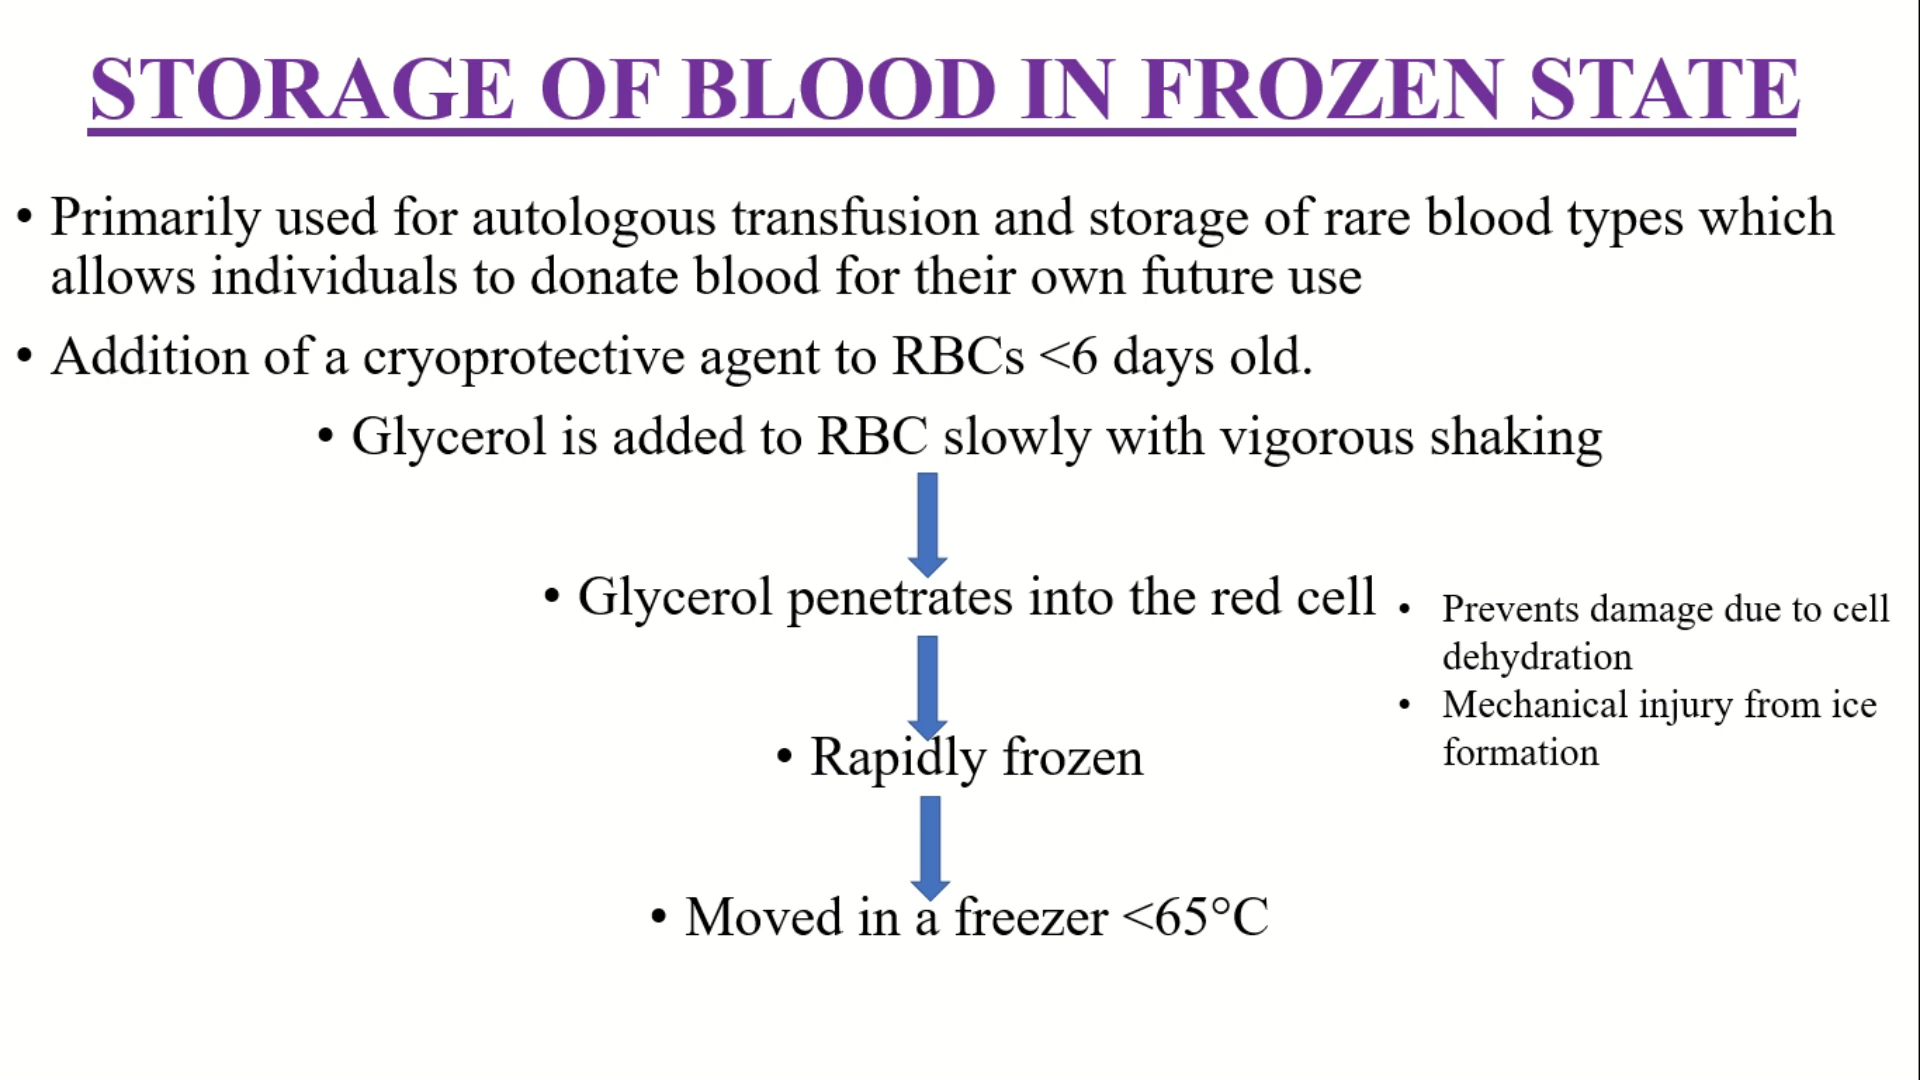 STORAGE OF BLOOD IN FROZEN STATE
• Primarily used for autologous transfusion and storage of rare blood types which
allows individuals to donate blood for their own future use
• Addition of a cryoprotective agent to RBCs <6 days old.
• Glycerol is added to RBC slowly with vigorous shaking
• Glycerol penetrates into the red cell
• Prevents damage due to cell
dehydration
• Mechanical injury from ice
formation
• Rapidly frozen
• Moved in a freezer <65°C